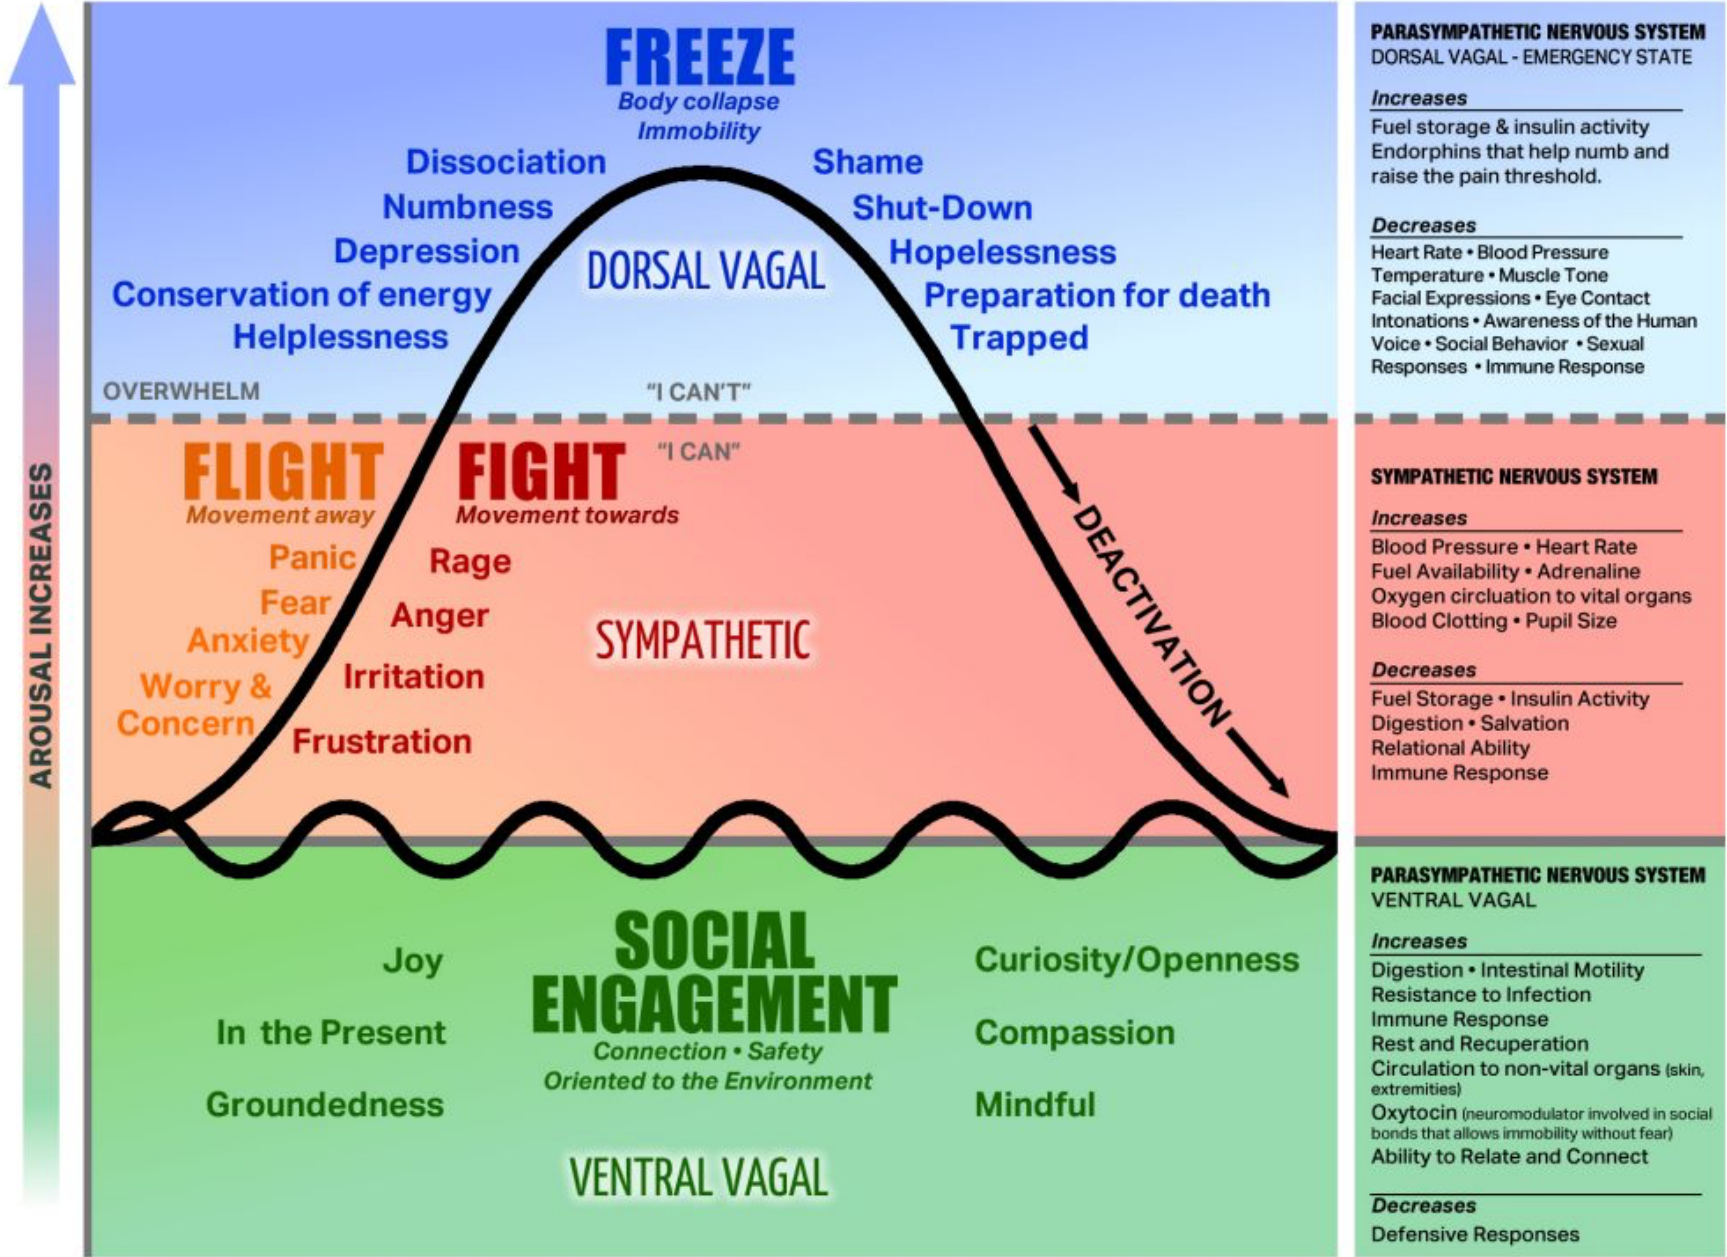 AROUSAL INCREASES
FREEZE
Body collapse
Immobility
Dissociation
Numbness
Depression
Conservation of energy
Helplessness
Shame
Shut-Down
Hopelessness
Preparation for death
Trapped
DORSAL VAGAL
OVERWHELM
"I CAN'T"
"I CAN"
FLIGHT
Movement away
Panic
Fear
Anxiety
Worry &
Concern
FIGHT
Movement towards
Rage
Anger
Irritation
Frustration
SYMPATHETIC
DEACTIVATION
SOCIAL
ENGAGEMENT
Connection • Safety
Oriented to the Environment
Joy
In the Present
Groundedness
Curiosity/Openness
Compassion
Mindful
VENTRAL VAGAL
PARASYMPATHETIC NERVOUS SYSTEM
DORSAL VAGAL - EMERGENCY STATE
Increases
Fuel storage & insulin activity
Endorphins that help numb and
raise the pain threshold.
Decreases
Heart Rate • Blood Pressure
Temperature • Muscle Tone
Facial Expressions • Eye Contact
Intonations • Awareness of the Human
Voice • Social Behavior • Sexual
Responses • Immune Response
SYMPATHETIC NERVOUS SYSTEM
Increases
Blood Pressure • Heart Rate
Fuel Availability • Adrenaline
Oxygen circluation to vital organs
Blood Clotting • Pupil Size
Decreases
Fuel Storage • Insulin Activity
Digestion • Salvation
Relational Ability
Immune Response
PARASYMPATHETIC NERVOUS SYSTEM
VENTRAL VAGAL
Increases
Digestion • Intestinal Motility
Resistance to Infection
Immune Response
Rest and Recuperation
Circulation to non-vital organs (skin,
extremities)
Oxytocin (neuromodulator involved in social
bonds that allows immobility without fear)
Ability to Relate and Connect
Decreases
Defensive Responses